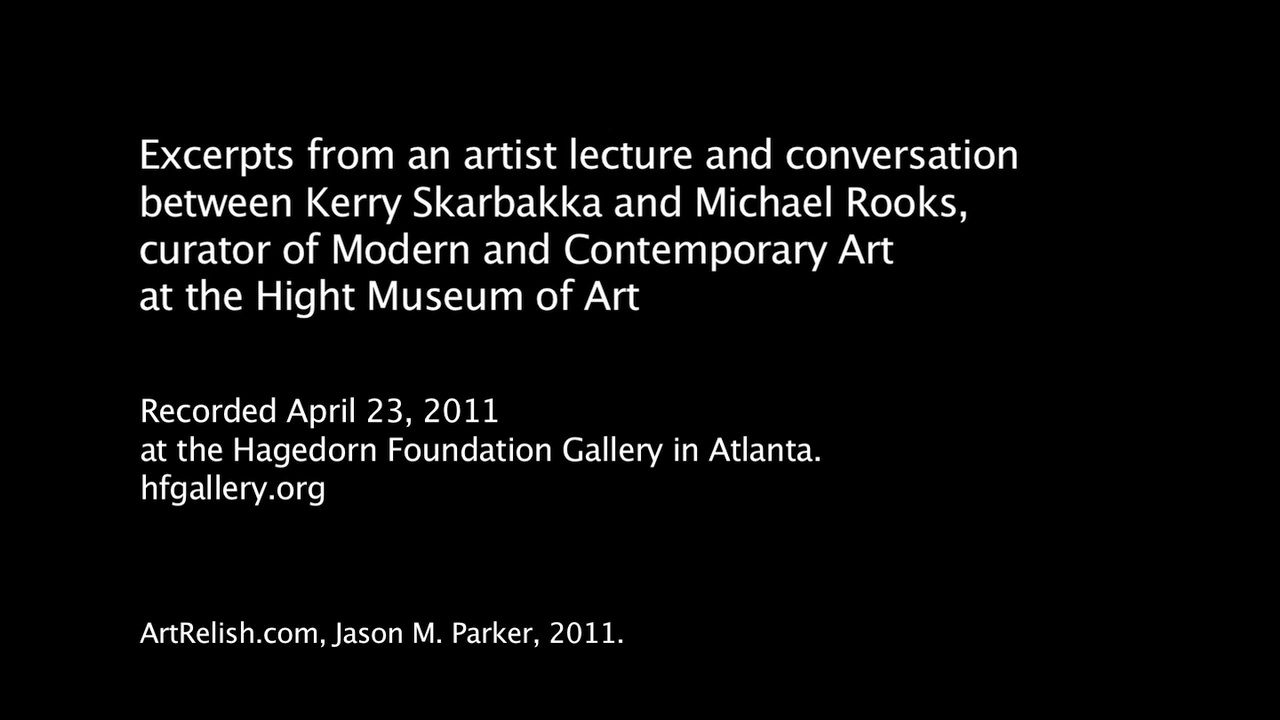 Excerpts from an artist lecture and conversation
between Kerry Skarbakka and Michael Rooks,
curator of Modern and Contemporary Art
at the Hight Museum of Art
Recorded April 23, 2011
at the Hagedorn Foundation Gallery in Atlanta.
hfgallery.org
ArtRelish.com, Jason M. Parker, 2011.